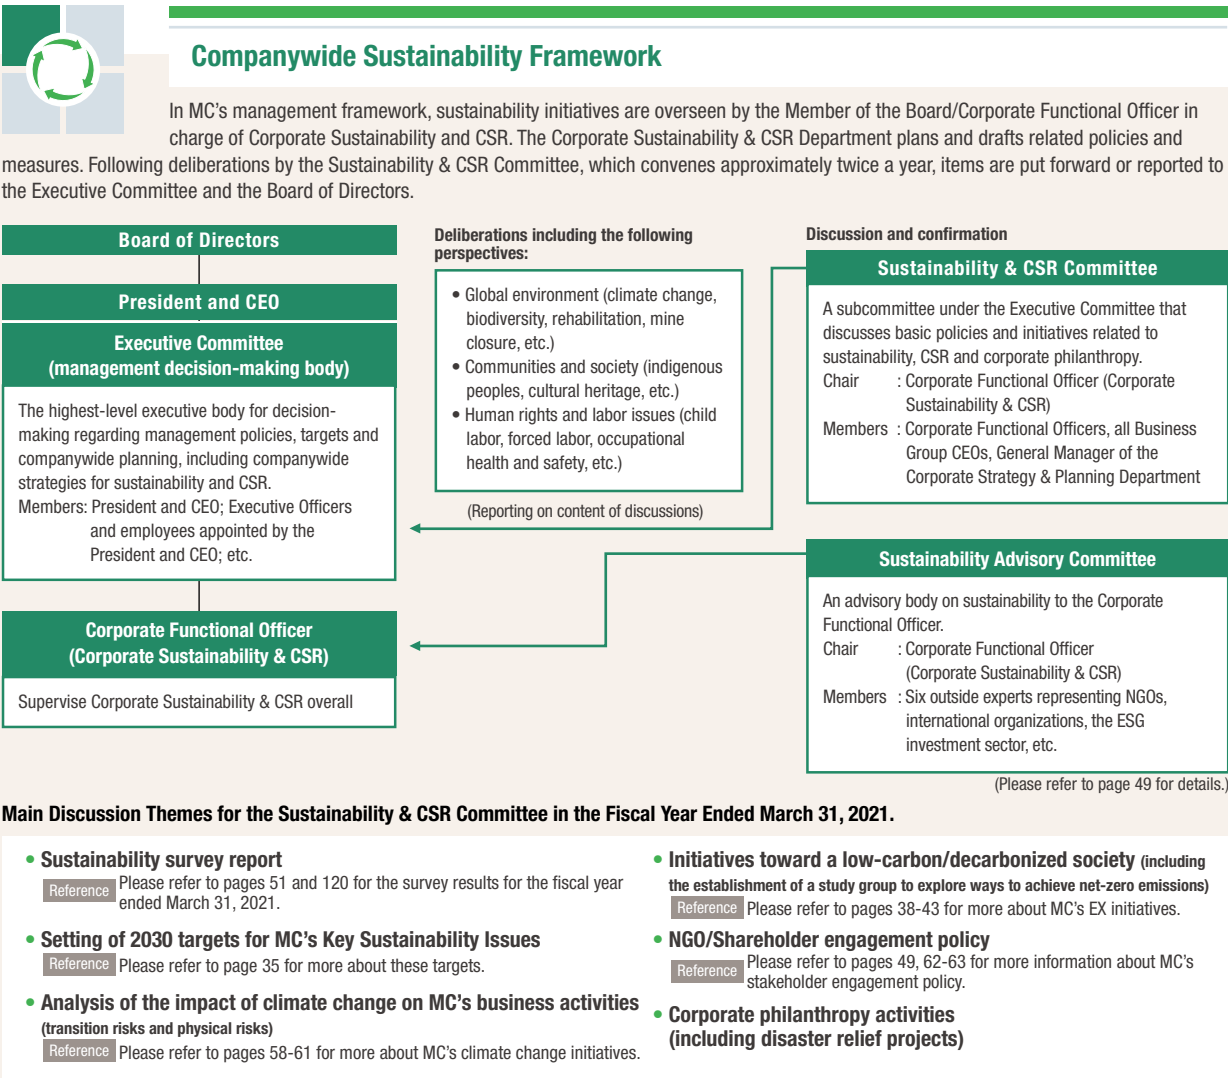 Companywide Sustainability Framework
In MC's management framework, sustainability initiatives are overseen by the Member of the Board/Corporate Functional Officer in
charge of Corporate Sustainability and CSR. The Corporate Sustainability & CSR Department plans and drafts related policies and
measures. Following deliberations by the Sustainability & CSR Committee, which convenes approximately twice a year, items are put forward or reported to
the Executive Committee and the Board of Directors.
Board of Directors
President and CEO
Executive Committee
(management decision-making body)
The highest-level executive body for decision-
making regarding management policies, targets and
companywide planning, including companywide
strategies for sustainability and CSR.
Members: President and CEO; Executive Officers
and employees appointed by the
President and CEO; etc.
Corporate Functional Officer
(Corporate Sustainability & CSR)
Supervise Corporate Sustainability & CSR overall
Deliberations including the following
perspectives:
• Global environment (climate change,
biodiversity, rehabilitation, mine
closure, etc.)
• Communities and society (indigenous
peoples, cultural heritage, etc.)
• Human rights and labor issues (child
labor, forced labor, occupational
health and safety, etc.)
(Reporting on content of discussions)
Discussion and confirmation
Sustainability & CSR Committee
A subcommittee under the Executive Committee that
discusses basic policies and initiatives related to
sustainability, CSR and corporate philanthropy.
Chair : Corporate Functional Officer (Corporate
Sustainability & CSR)
Members : Corporate Functional Officers, all Business
Group CEOs, General Manager of the
Corporate Strategy & Planning Department
Sustainability Advisory Committee
An advisory body on sustainability to the Corporate
Functional Officer.
Chair : Corporate Functional Officer
(Corporate Sustainability & CSR)
Members : Six outside experts representing NGOs,
international organizations, the ESG
investment sector, etc.
(Please refer to page 49 for details.)
Main Discussion Themes for the Sustainability & CSR Committee in the Fiscal Year Ended March 31, 2021.
• Sustainability survey report
Reference Please refer to pages 51 and 120 for the survey results for the fiscal year
ended March 31, 2021.
• Setting of 2030 targets for MC's Key Sustainability Issues
Reference Please refer to page 35 for more about these targets.
• Analysis of the impact of climate change on MC's business activities
(transition risks and physical risks)
Reference Please refer to pages 58-61 for more about MC's climate change initiatives.
• Initiatives toward a low-carbon/decarbonized society (including
the establishment of a study group to explore ways to achieve net-zero emissions)
Reference Please refer to pages 38-43 for more about MC's EX initiatives.
• NGO/Shareholder engagement policy
Reference Please refer to pages 49, 62-63 for more information about MC's
stakeholder engagement policy.
• Corporate philanthropy activities
(including disaster relief projects)